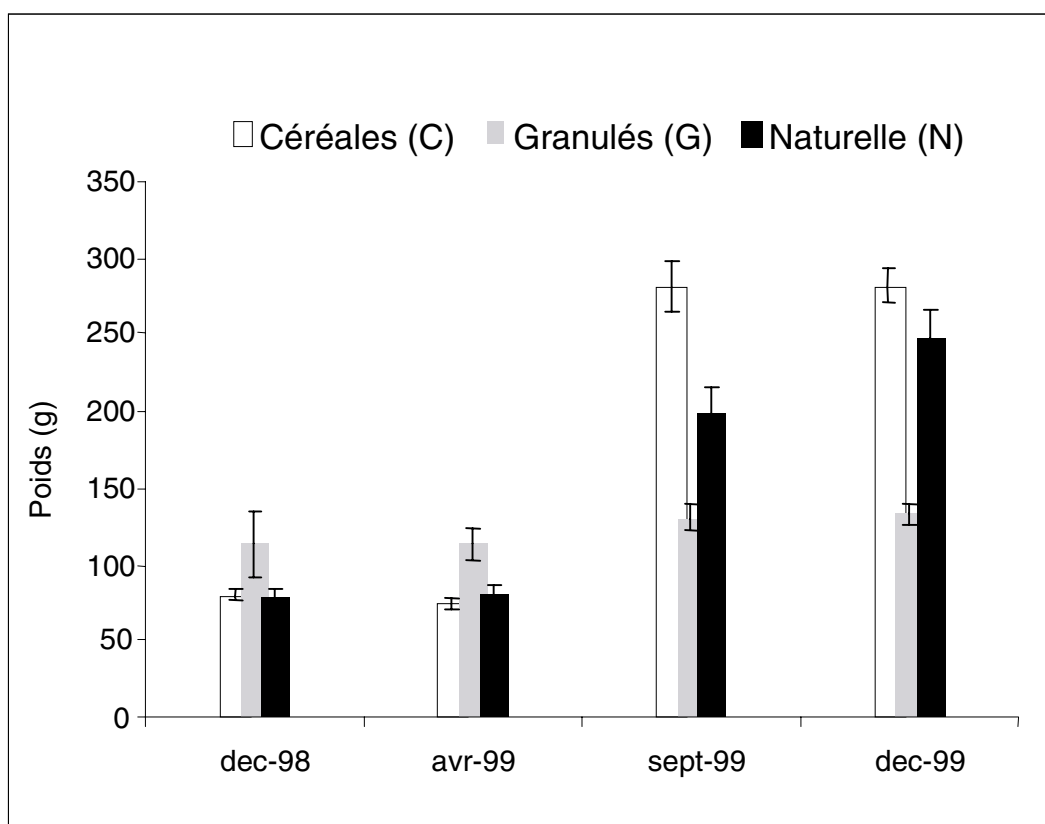 Céréales (C) Granulés (G) Naturelle (N)
350
300
250
200
150
100
50
0
Poids (g)
dec-98 avr-99 sept-99 dec-99